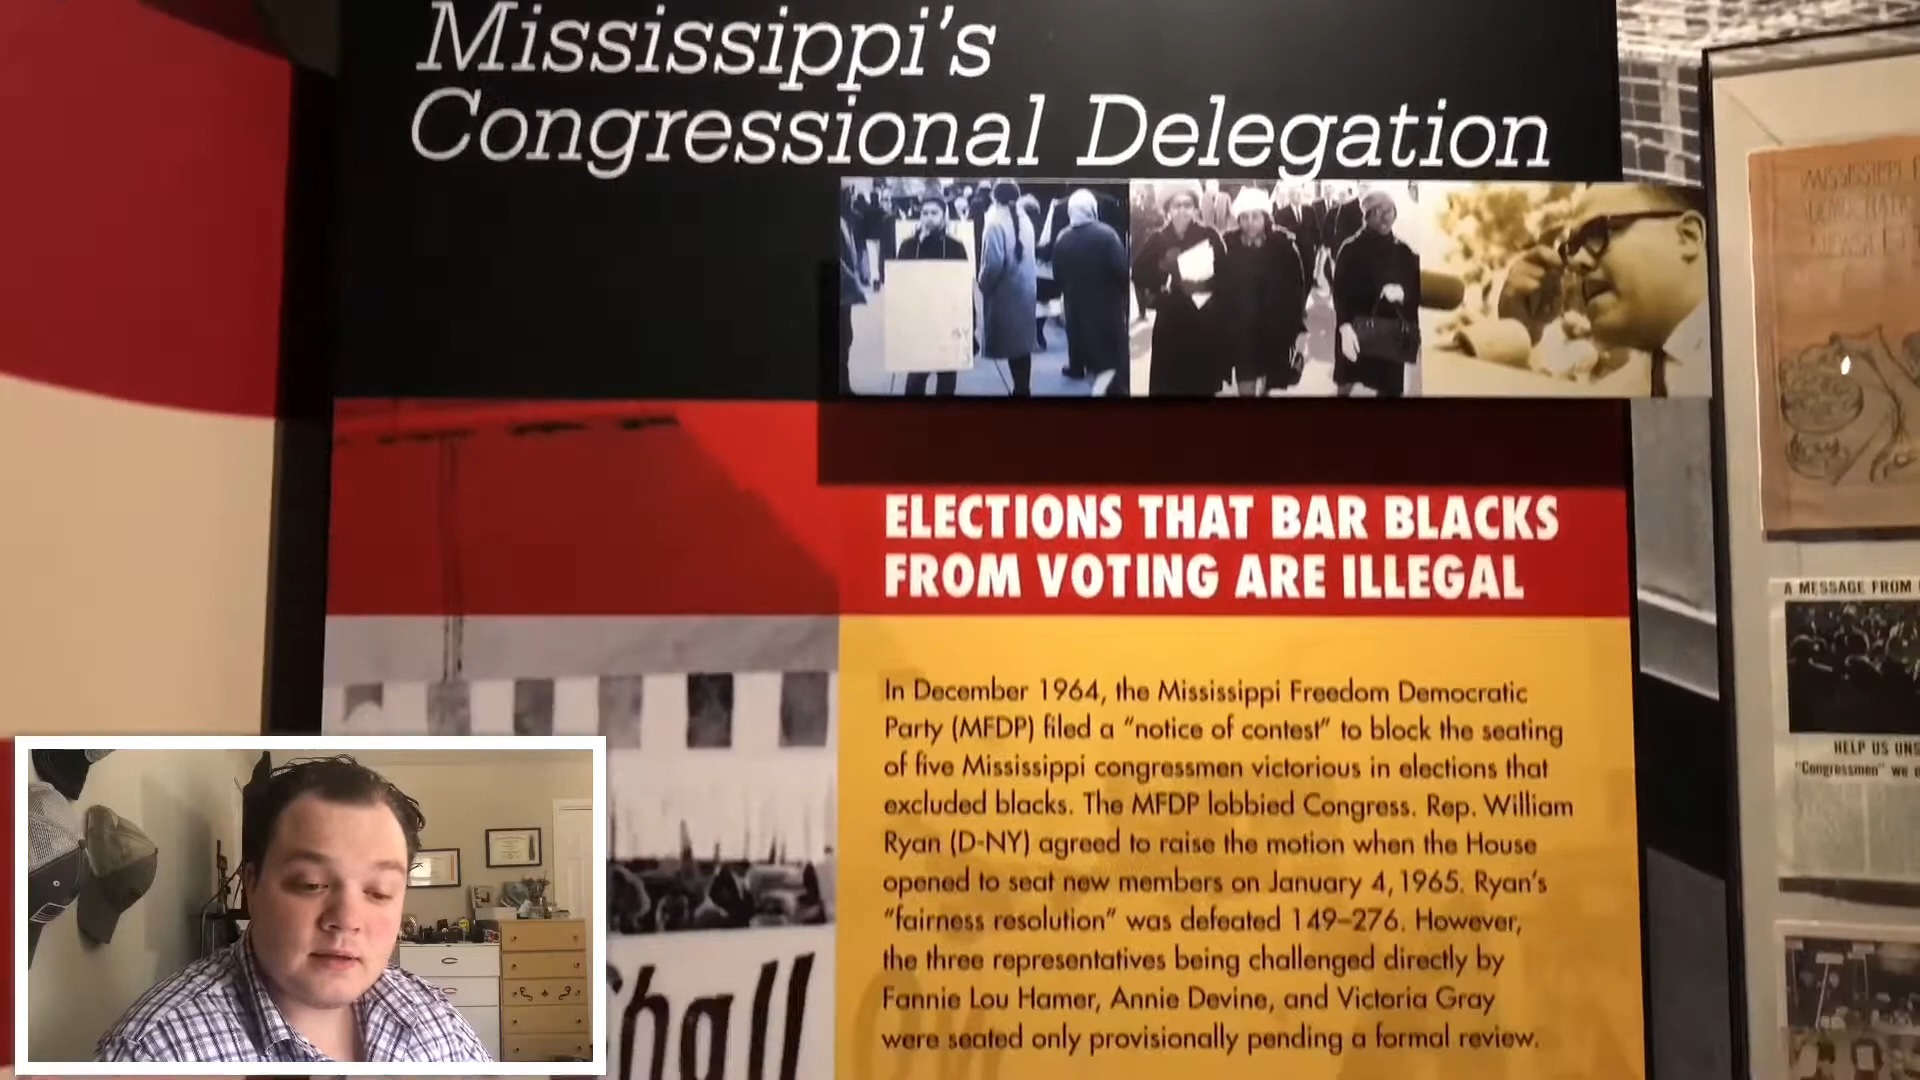 Mississippi's
Congressional Delegation
ELECTIONS THAT BAR BLACKS
FROM VOTING ARE ILLEGAL
In December 1964, the Mississippi Freedom Democratic
Party (MFDP) filed a "notice of contest" to block the seating
of five Mississippi congressmen victorious in elections that
excluded blacks. The MFDP lobbied Congress. Rep. William
Ryan (D-NY) agreed to raise the motion when the House
opened to seat new members on January 4, 1965. Ryan's
"fairness resolution" was defeated 149–276. However,
the three representatives being challenged directly by
Fannie Lou Hamer, Annie Devine, and Victoria Gray
were seated only provisionally pending a formal review.
hall
MISSISSIPPI
A MESSAGE FROM
HELP US UNS
"Congressmen" we